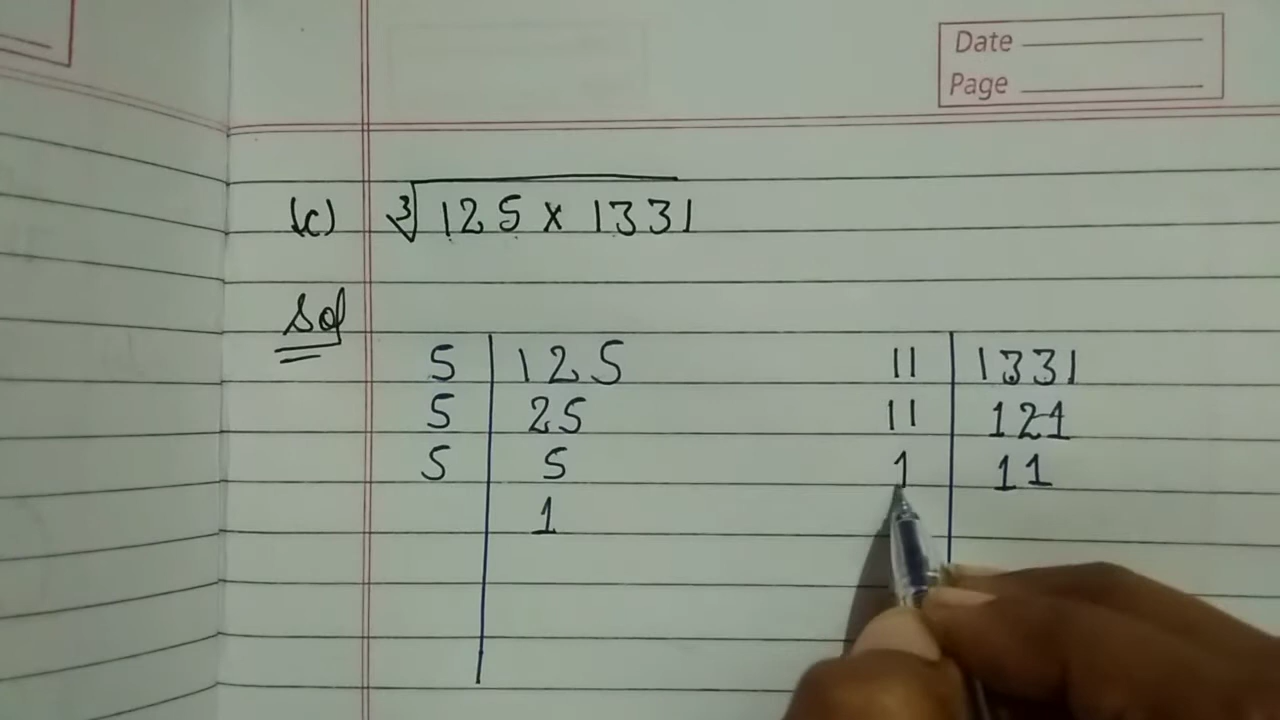 Date
Page
(c) ∛125 x 1331
Sol
5 | 125 11 | 1331
5 | 25 11 | 121
5 | 5 1 | 11
1